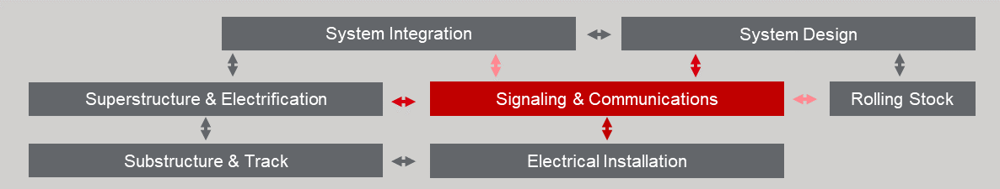 System Integration
System Design
Superstructure & Electrification
Signaling & Communications
Rolling Stock
Substructure & Track
Electrical Installation